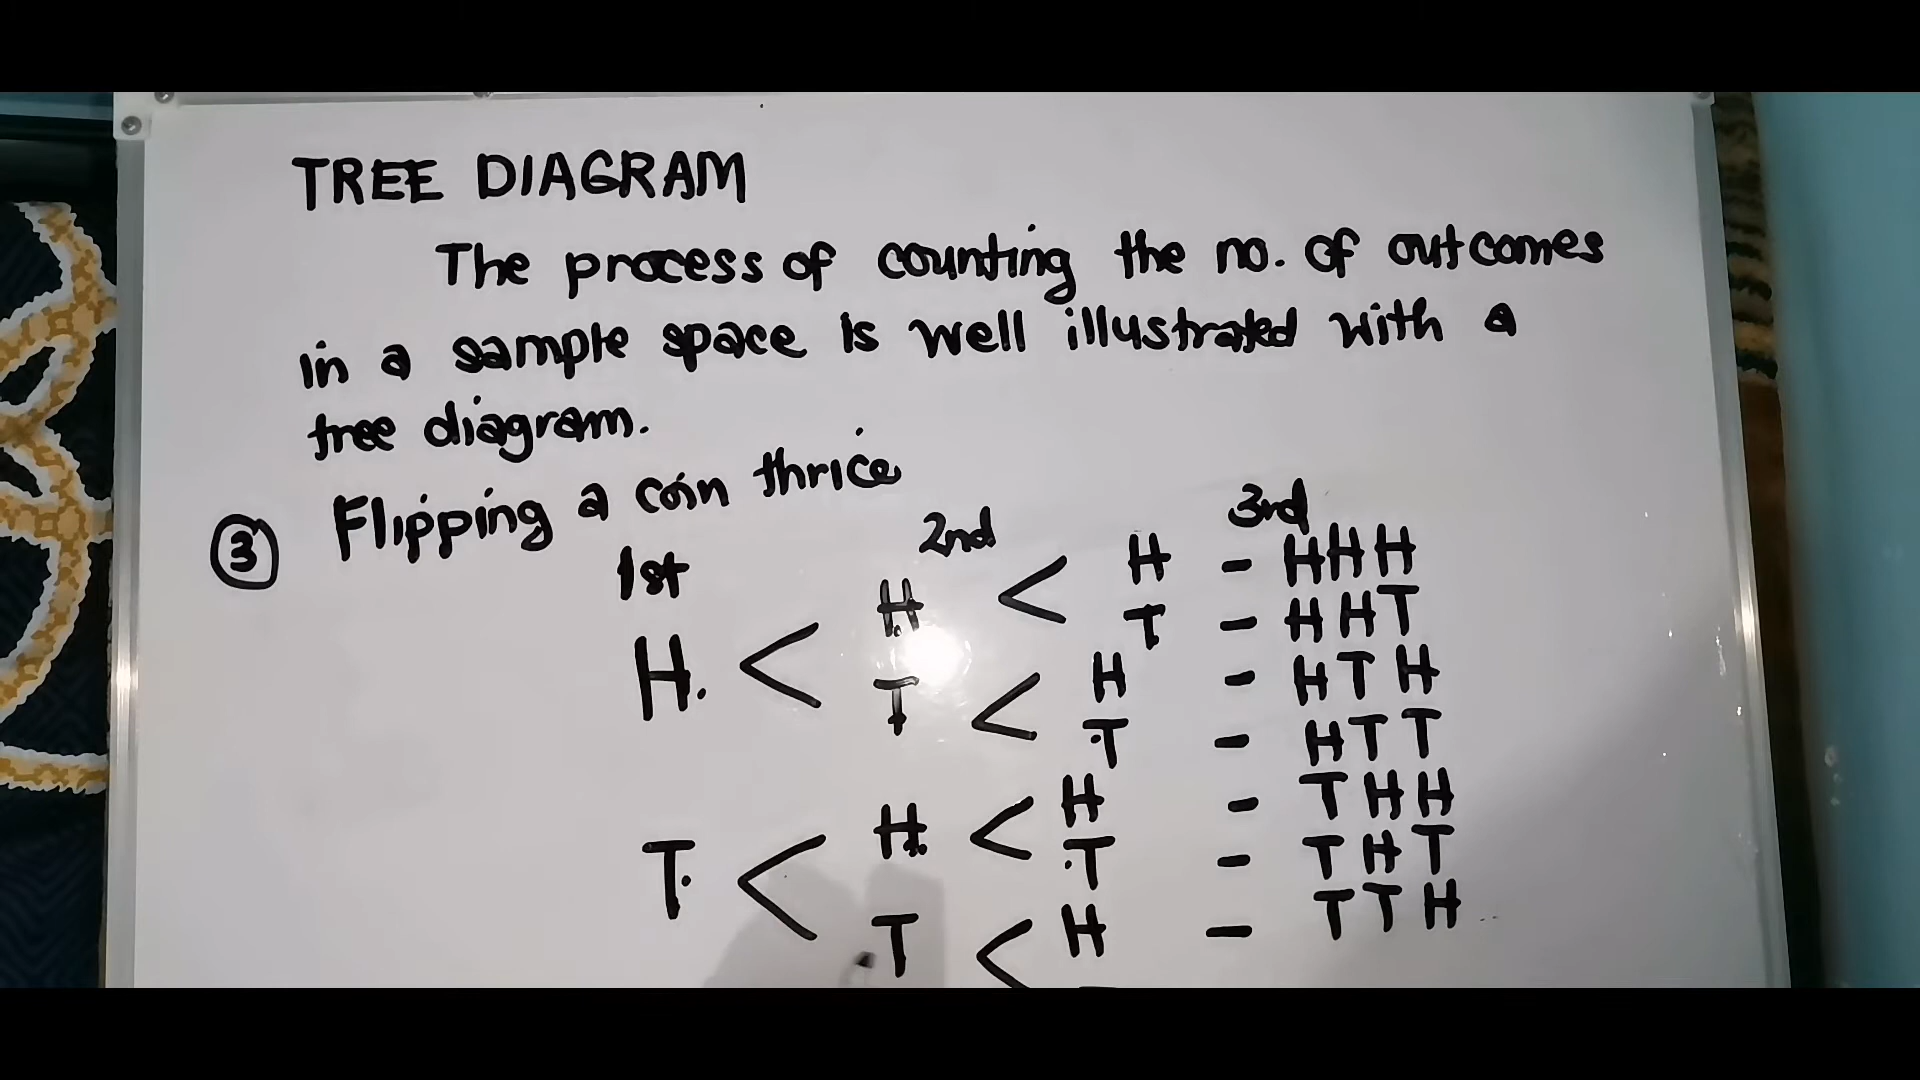 TREE DIAGRAM
The process of counting the no. of outcomes
in a sample space is well illustrated with a
tree diagram.
3 Flipping a coin thrice
1st 2nd 3rd
H - HHH
H < H < T - HHT
T < H - HTH
T - HTT
H < H - THH
T < T - THT
T < H - TTH